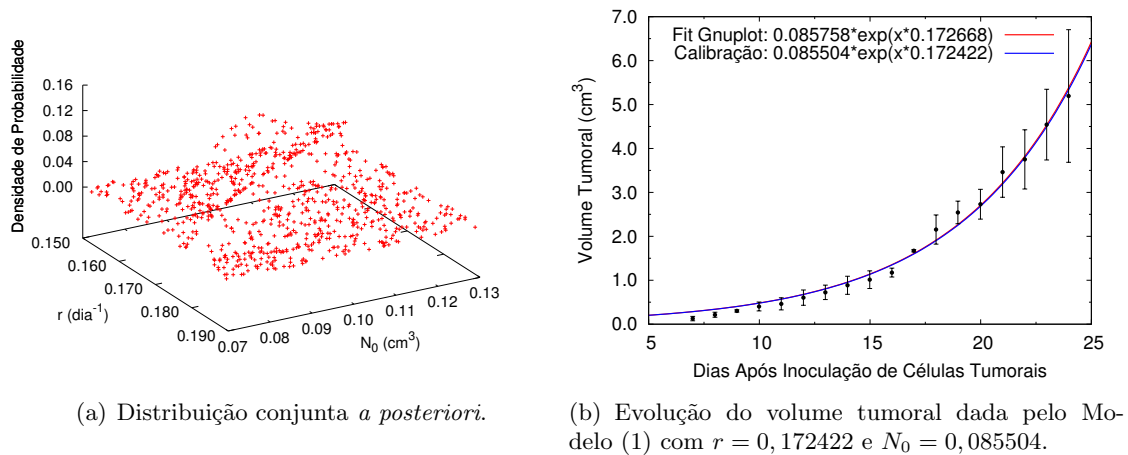 Densidade de Probabilidade
0.16
0.12
0.08
0.04
0.00
0.150
0.160
0.170
0.180
0.190
r (dia⁻¹)
0.07
0.08
0.09
0.10
0.11
0.12
0.13
N₀ (cm³)
(a) Distribuição conjunta a posteriori.
Volume Tumoral (cm³)
7.0
6.0
5.0
4.0
3.0
2.0
1.0
0.0
Fit Gnuplot: 0.085758*exp(x*0.172668)
Calibração: 0.085504*exp(x*0.172422)
5 10 15 20 25
Dias Após Inoculação de Células Tumorais
(b) Evolução do volume tumoral dada pelo Mo-
delo (1) com r = 0, 172422 e N₀ = 0, 085504.